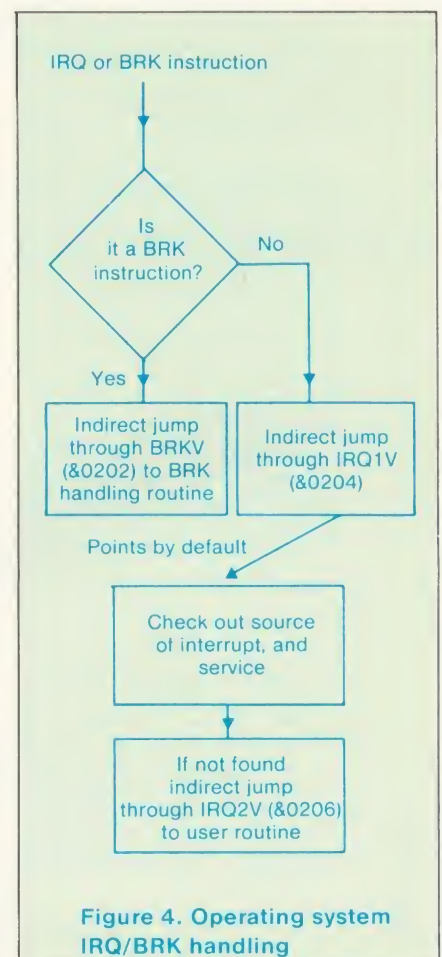 IRQ or BRK instruction
Is
it a BRK
instruction?
No
Yes
Indirect jump
through BRKV
(&0202) to BRK
handling routine
Indirect jump
through IRQ1V
(&0204)
Points by default
Check out source
of interrupt, and
service
If not found
indirect jump
through IRQ2V (&0206)
to user routine
Figure 4. Operating system
IRQ/BRK handling